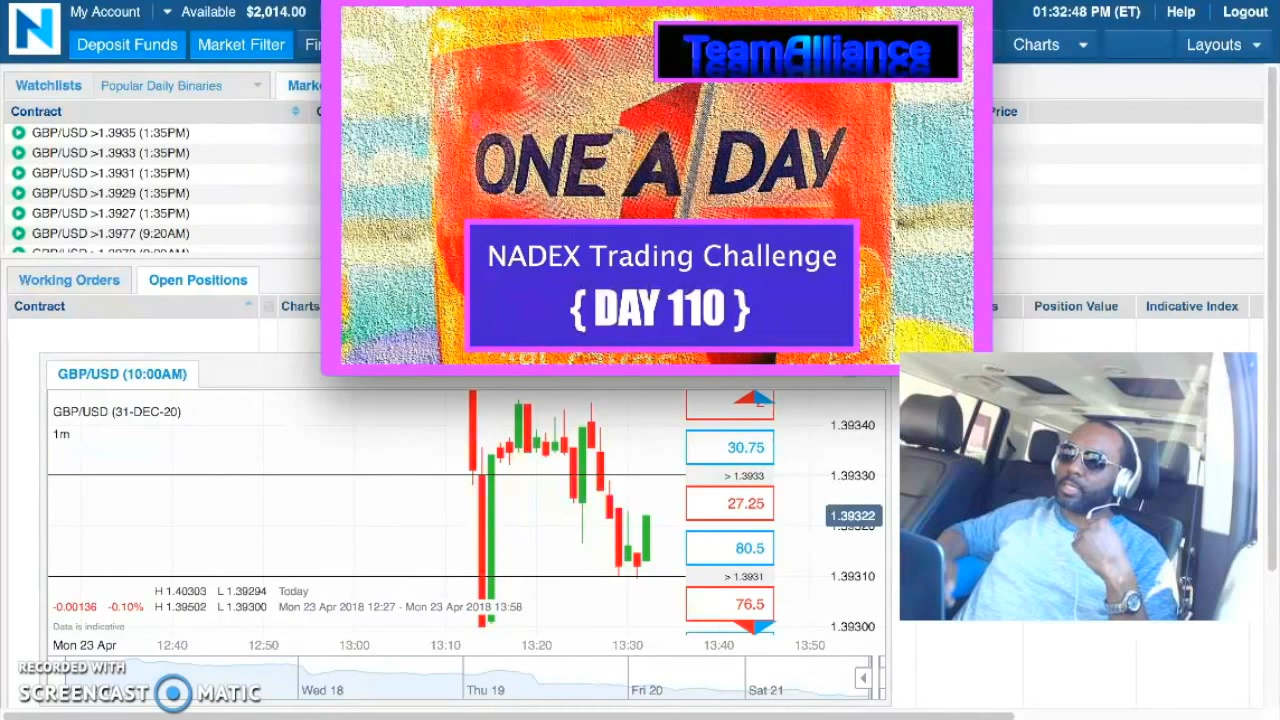 N
My Account
Available $2,014.00
01:32:48 PM (ET)
Help
Logout
Deposit Funds
Market Filter
Charts
Layouts
TeamAlliance
ONE A DAY
NADEX Trading Challenge
{ DAY 110 }
Watchlists
Popular Daily Binaries
Contract
GBP/USD >1.3935 (1:35PM)
GBP/USD >1.3933 (1:35PM)
GBP/USD >1.3931 (1:35PM)
GBP/USD >1.3929 (1:35PM)
GBP/USD >1.3927 (1:35PM)
GBP/USD >1.3977 (9:20AM)
Working Orders
Open Positions
Contract
Charts
Position Value
Indicative Index
GBP/USD (10:00AM)
GBP/USD (31-DEC-20)
1m
30.75
> 1.3933
27.25
80.5
> 1.3931
76.5
1.39340
1.39330
1.39322
1.39310
1.39300
H 1.40303 L 1.39294 Today
-0.00136 -0.10% H 1.39502 L 1.39300 Mon 23 Apr 2018 12:27 - Mon 23 Apr 2018 13:58
Data is indicative
Mon 23 Apr
12:40
12:50
13:00
13:10
13:20
13:30
13:40
13:50
Wed 18
Thu 19
Fri 20
Sat 21
RECORDED WITH
SCREENCAST MATIC